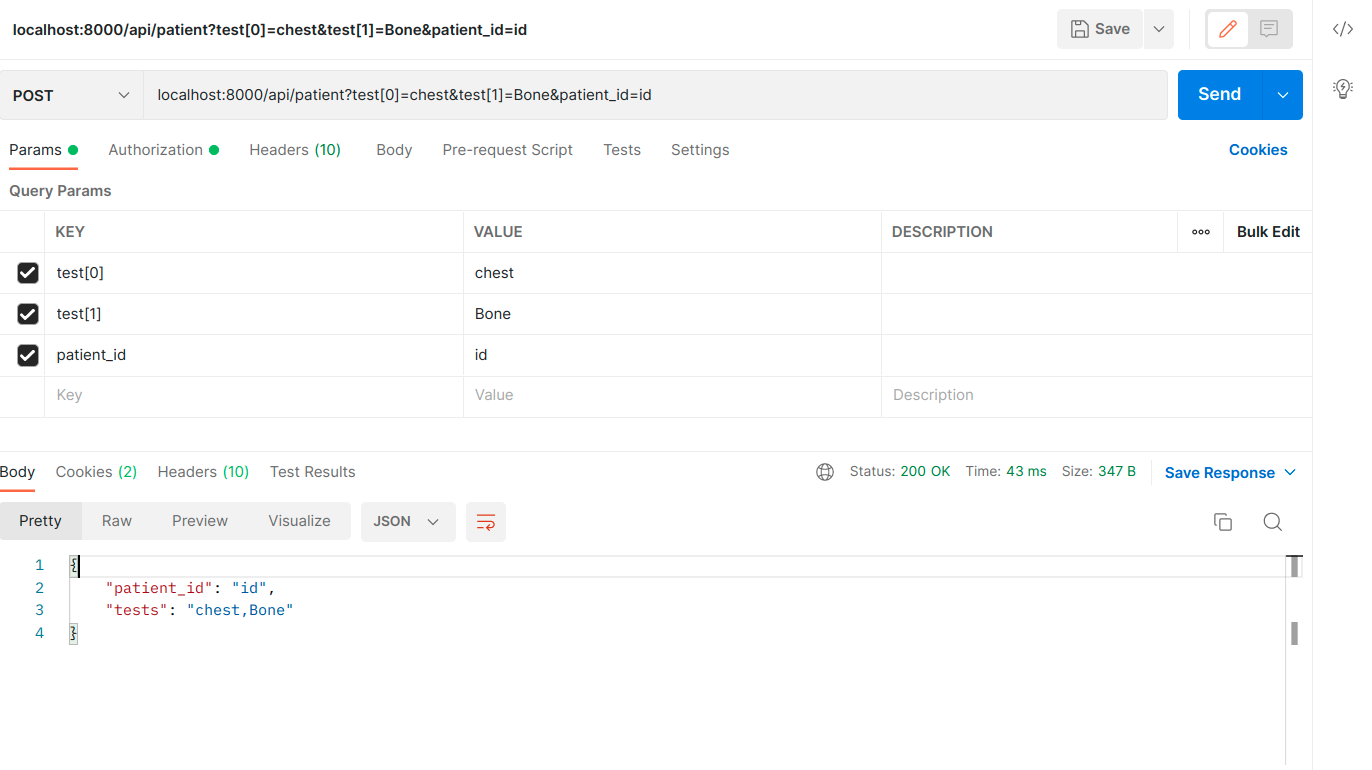 localhost:8000/api/patient?test[0]=chest&test[1]=Bone&patient_id=id Save </>
POST localhost:8000/api/patient?test[0]=chest&test[1]=Bone&patient_id=id Send
Params Authorization Headers (10) Body Pre-request Script Tests Settings Cookies
Query Params
KEY VALUE DESCRIPTION Bulk Edit
test[0] chest
test[1] Bone
patient_id id
Key Value Description
Body Cookies (2) Headers (10) Test Results Status: 200 OK Time: 43 ms Size: 347 B Save Response
Pretty Raw Preview Visualize JSON
1 {
2 "patient_id": "id",
3 "tests": "chest,Bone"
4 }